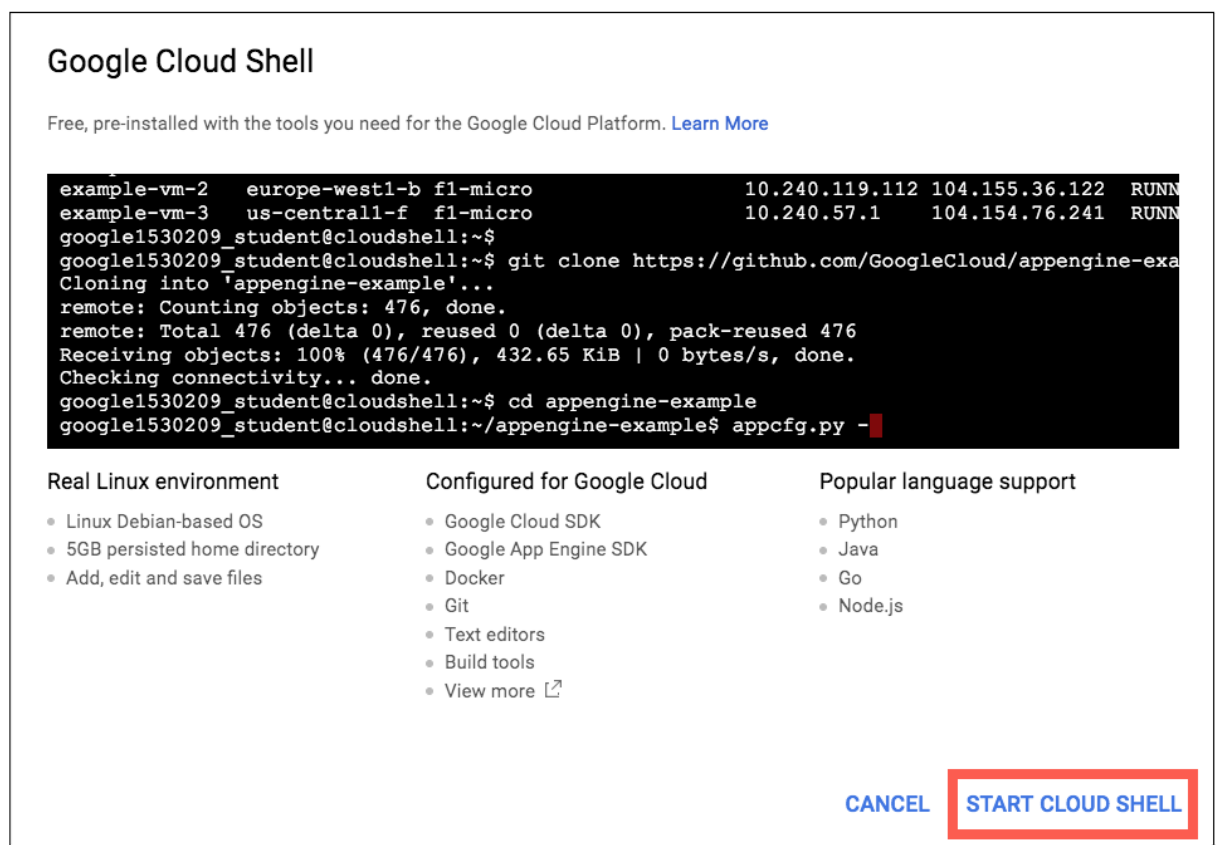 Google Cloud Shell
Free, pre-installed with the tools you need for the Google Cloud Platform. Learn More
example-vm-2 europe-west1-b f1-micro 10.240.119.112 104.155.36.122 RUNN
example-vm-3 us-central1-f f1-micro 10.240.57.1 104.154.76.241 RUNN
google1530209_student@cloudshell:~$
google1530209_student@cloudshell:~$ git clone https://github.com/GoogleCloud/appengine-exa
Cloning into 'appengine-example'...
remote: Counting objects: 476, done.
remote: Total 476 (delta 0), reused 0 (delta 0), pack-reused 476
Receiving objects: 100% (476/476), 432.65 KiB | 0 bytes/s, done.
Checking connectivity... done.
google1530209_student@cloudshell:~$ cd appengine-example
google1530209_student@cloudshell:~/appengine-example$ appcfg.py -
Real Linux environment
Linux Debian-based OS
5GB persisted home directory
Add, edit and save files
Configured for Google Cloud
Google Cloud SDK
Google App Engine SDK
Docker
Git
Text editors
Build tools
View more
Popular language support
Python
Java
Go
Node.js
CANCEL
START CLOUD SHELL